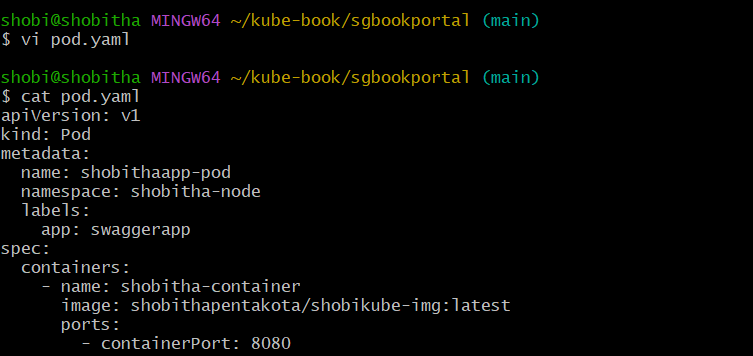 shobi@shobitha MINGW64 ~/kube-book/sgbookportal (main)
$ vi pod.yaml
shobi@shobitha MINGW64 ~/kube-book/sgbookportal (main)
$ cat pod.yaml
apiVersion: v1
kind: Pod
metadata:
  name: shobithaapp-pod
  namespace: shobitha-node
  labels:
    app: swaggerapp
spec:
  containers:
    - name: shobitha-container
      image: shobithapentakota/shobikube-img:latest
      ports:
        - containerPort: 8080